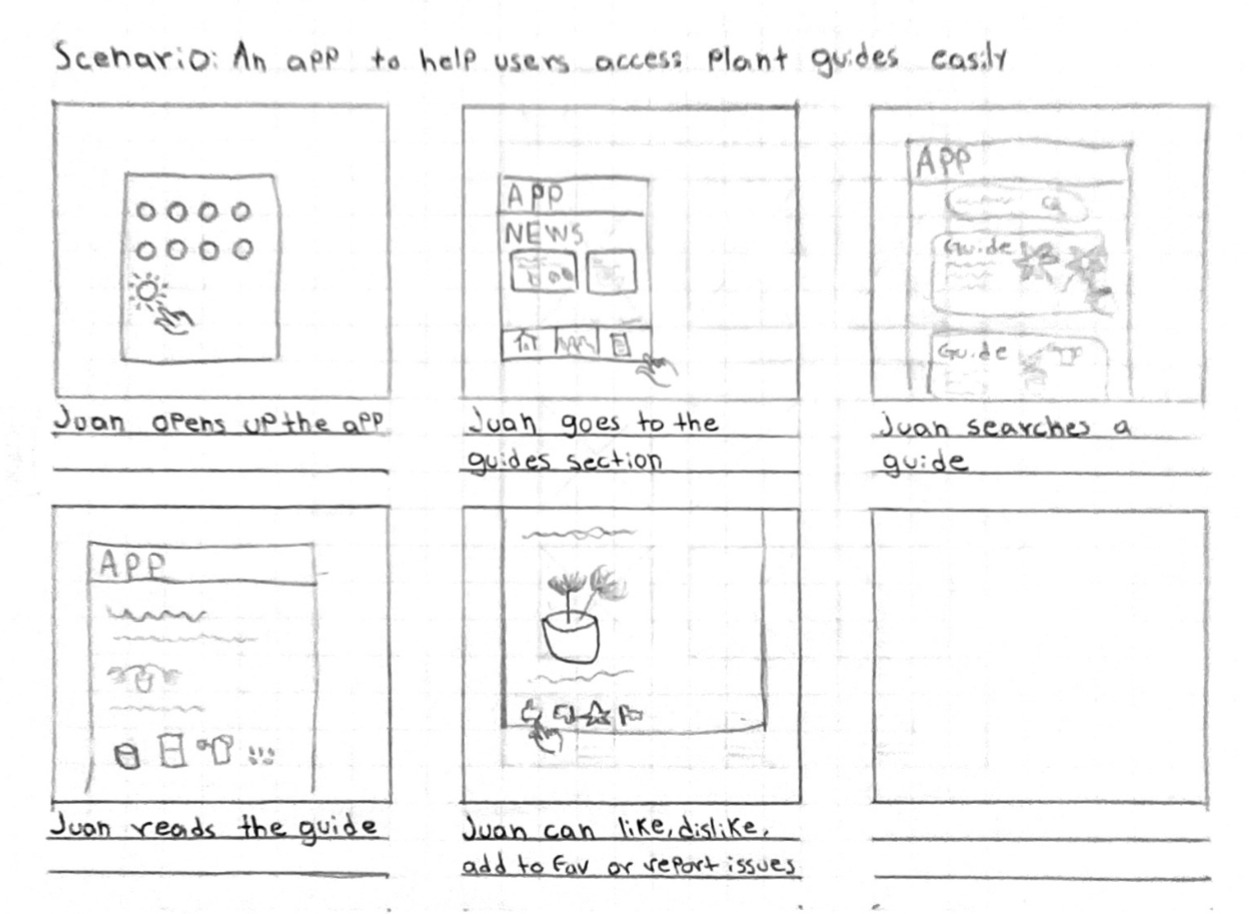 Scenario: An app to help users access plant guides easily
APP
NEWS
APP
Guide
Guide
Juan opens up the app
Juan goes to the
guides section
Juan searches a
guide
APP
Juan reads the guide
Juan can like, dislike,
add to fav or report issues